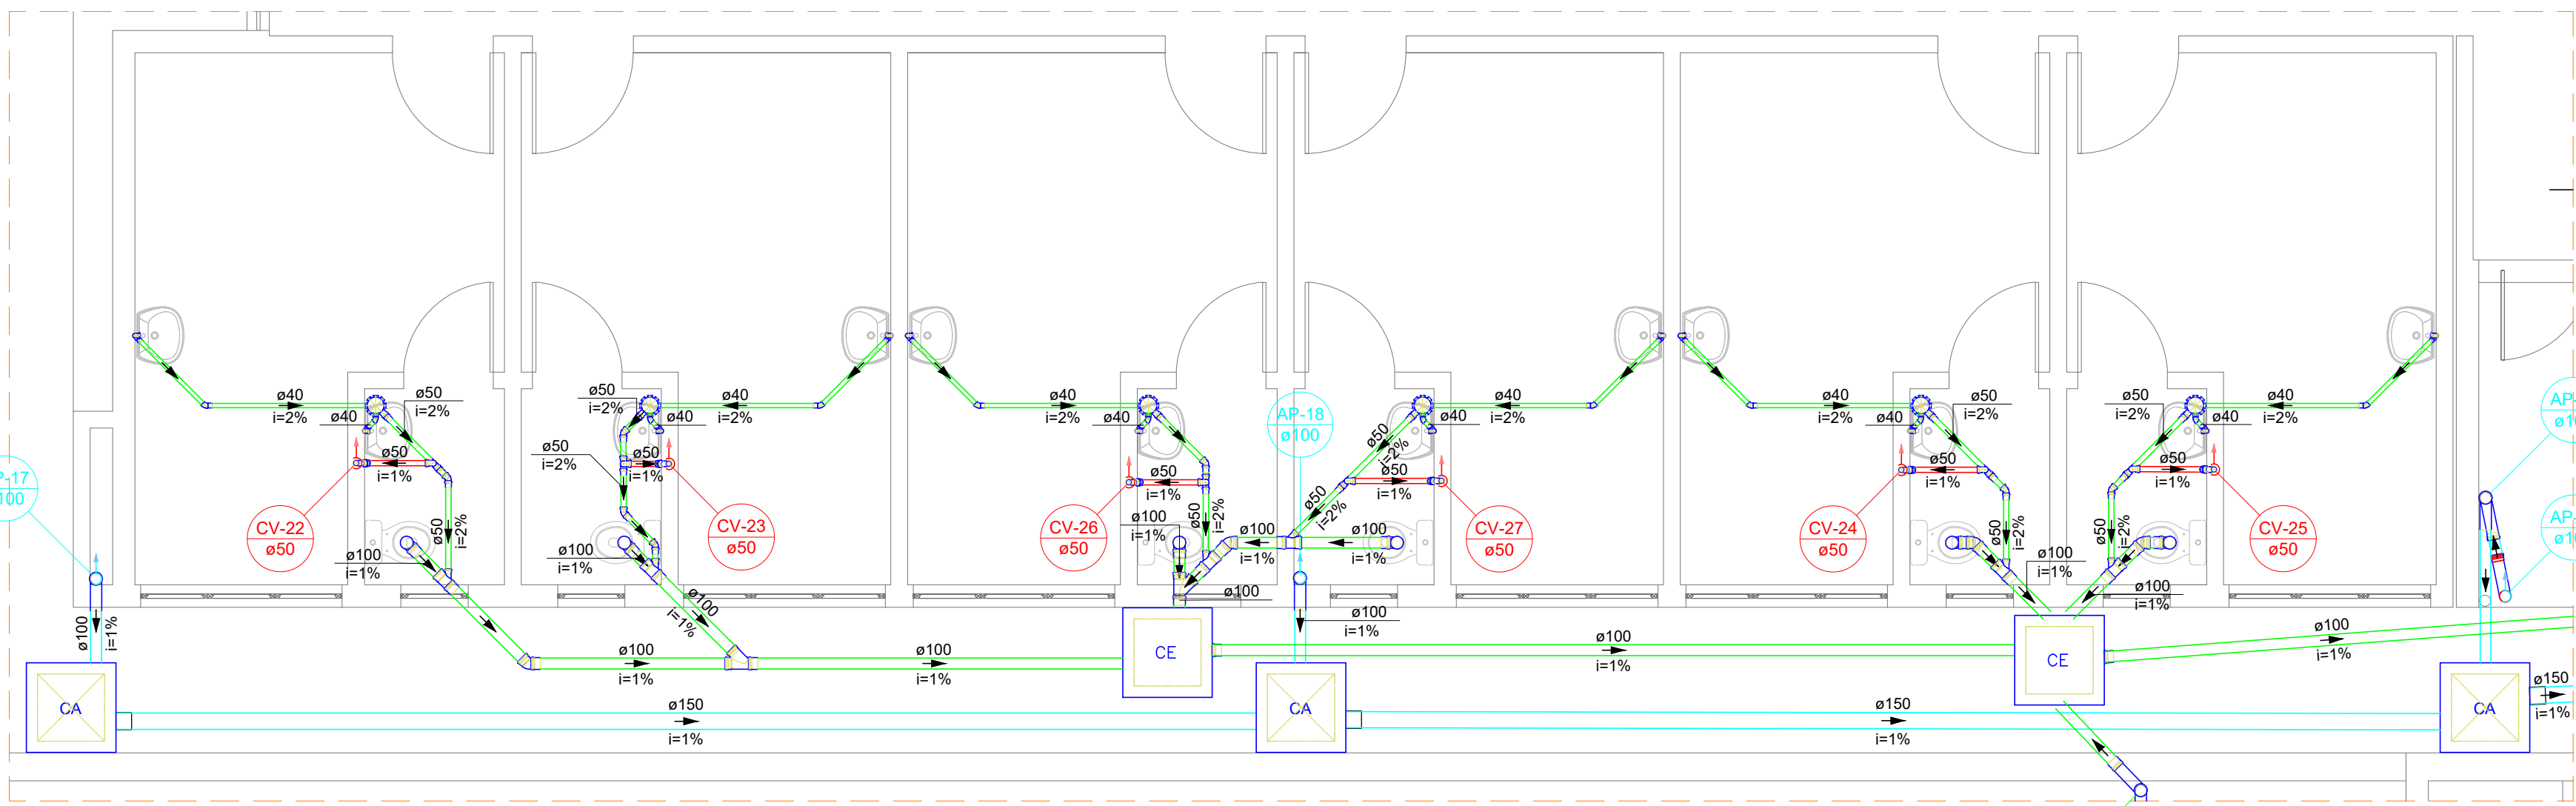 ø40
i=2%
ø50
i=2%
ø40
ø50
i=1%
ø50
i=2%
CV-22
ø50
ø100
i=1%
ø50
i=2%
ø40
ø40
i=2%
ø50
i=2%
ø50
i=1%
CV-23
ø50
ø100
i=1%
ø100
i=1%
ø40
i=2%
ø40
ø50
i=1%
ø50
i=2%
CV-26
ø50
ø100
i=1%
ø100
i=1%
ø100
i=1%
ø100
AP-18
ø100
ø50
i=2%
ø40
ø40
i=2%
ø50
i=1%
ø50
i=2%
CV-27
ø50
ø100
i=1%
ø40
i=2%
ø40
ø50
i=2%
ø50
i=1%
ø50
i=2%
CV-24
ø50
ø50
i=2%
ø40
ø40
i=2%
ø50
i=1%
ø50
i=2%
CV-25
ø50
ø100
i=1%
ø100
i=1%
ø100
i=1%
CA
ø100
i=1%
ø100
i=1%
CE
ø100
i=1%
CE
ø100
i=1%
ø150
i=1%
CA
ø150
i=1%
CA
ø150
i=1%